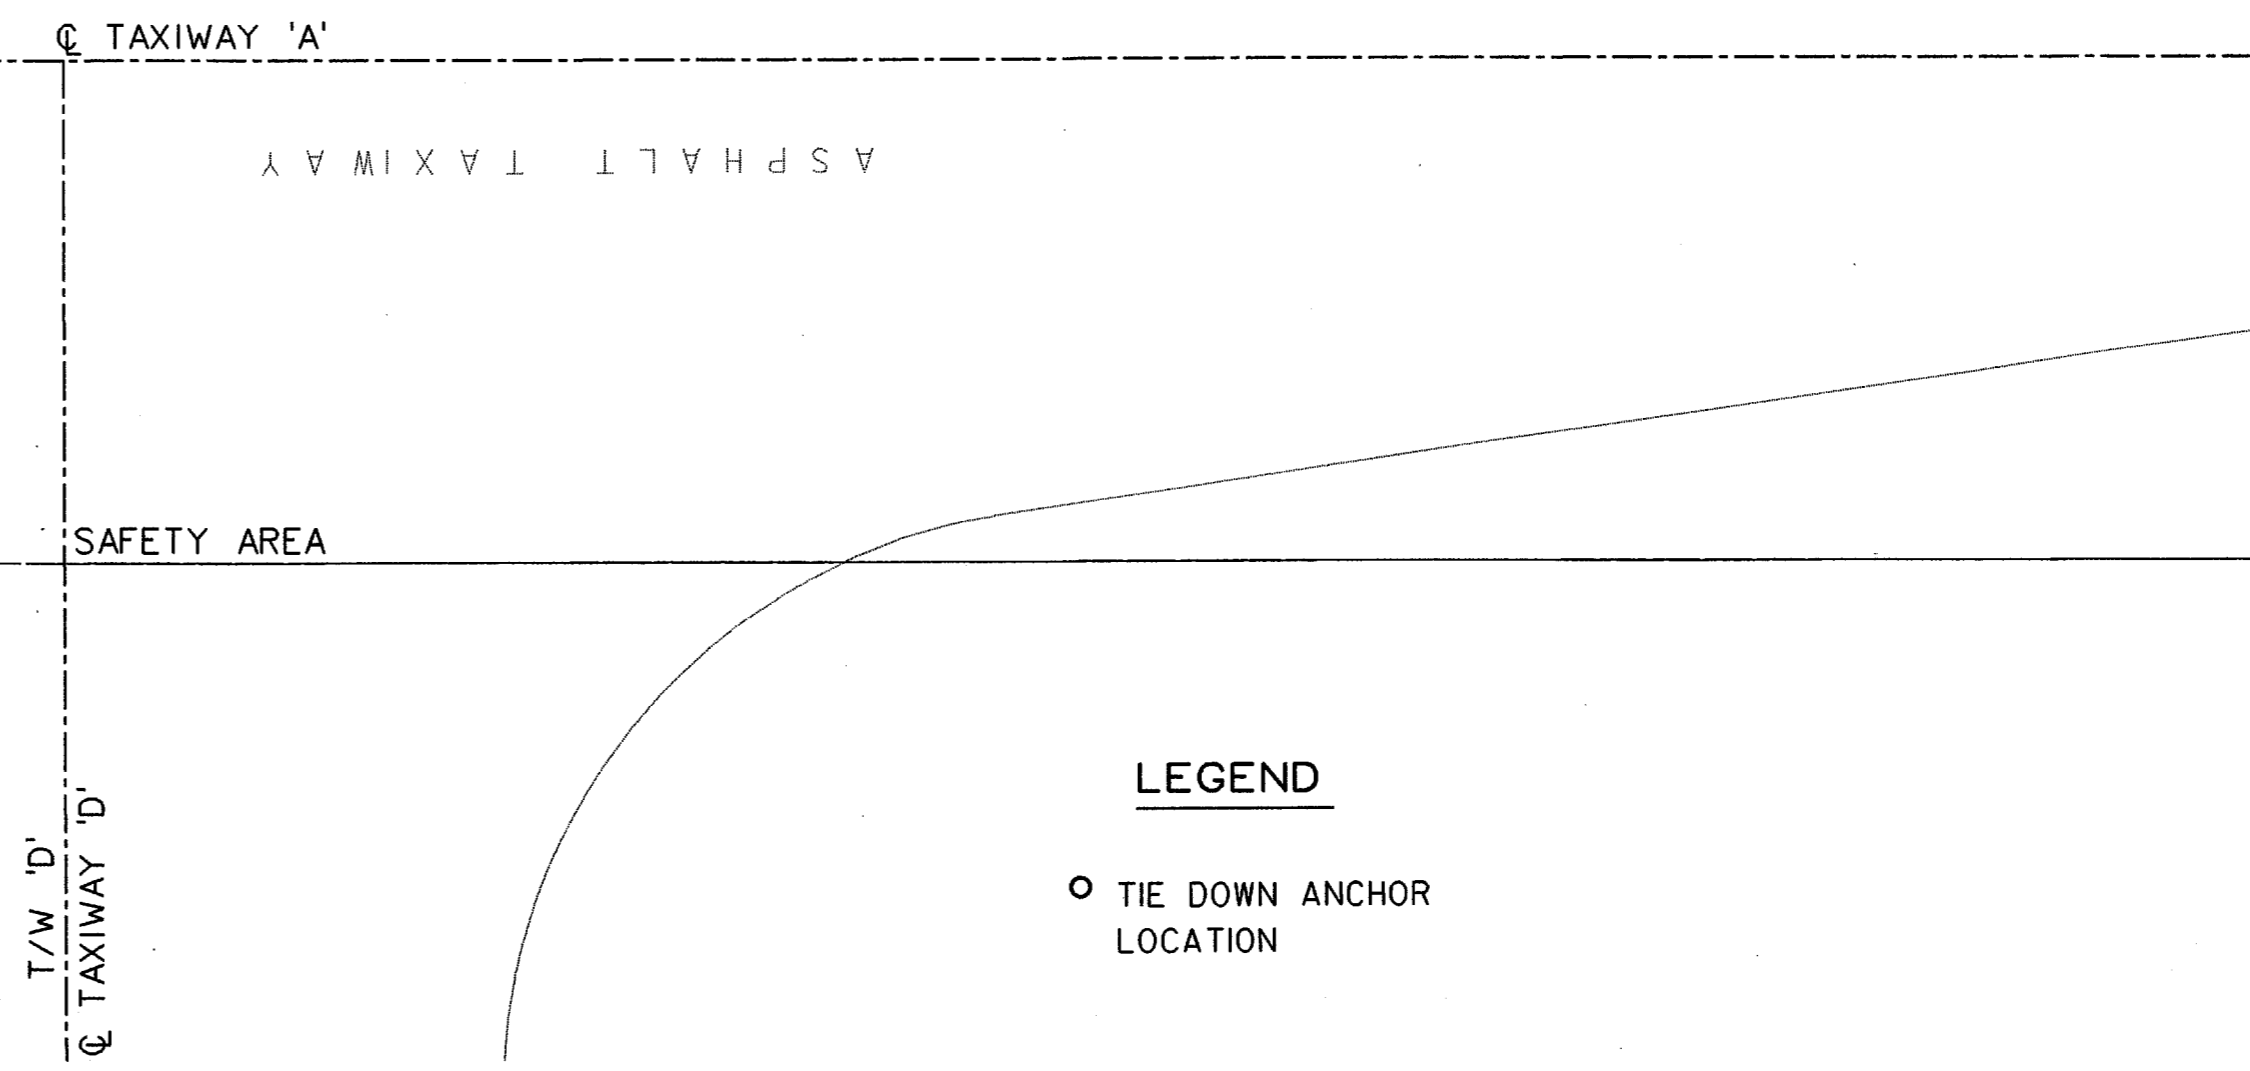 ℄ TAXIWAY 'A'
ASPHALT TAXIWAY
SAFETY AREA
T/W 'D'
℄ TAXIWAY 'D'
LEGEND
TIE DOWN ANCHOR
LOCATION